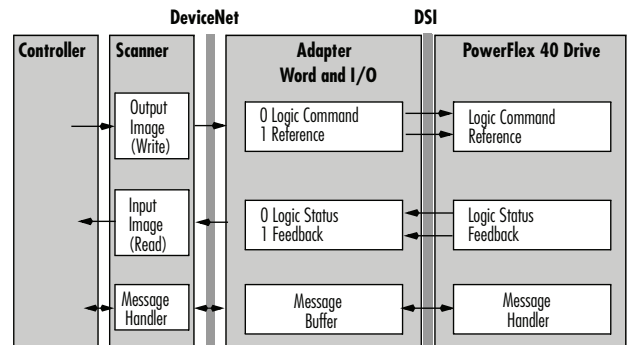 DeviceNet DSI
Controller Scanner Adapter PowerFlex 40 Drive
Word and I/O
Output
Image
(Write)
0 Logic Command
1 Reference
Logic Command
Reference
Input
Image
(Read)
0 Logic Status
1 Feedback
Logic Status
Feedback
Message
Handler
Message
Buffer
Message
Handler